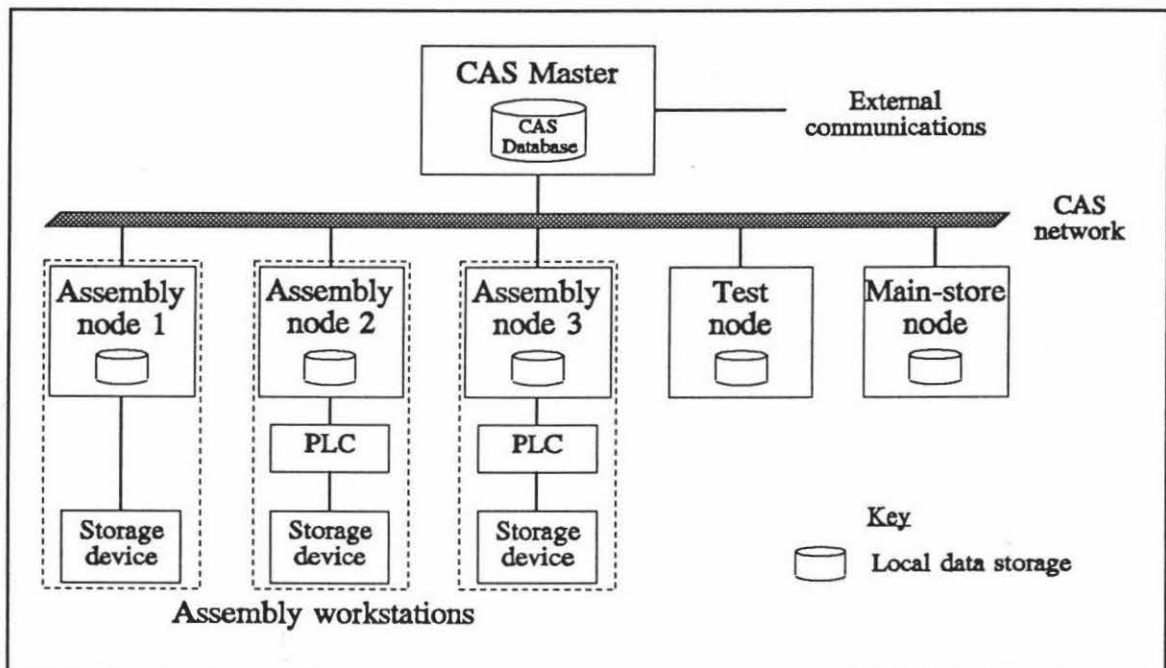 CAS Master
CAS
Database
External
communications
CAS
network
Assembly
node 1
Assembly
node 2
Assembly
node 3
Test
node
Main-store
node
PLC
PLC
Storage
device
Storage
device
Storage
device
Key
Local data storage
Assembly workstations